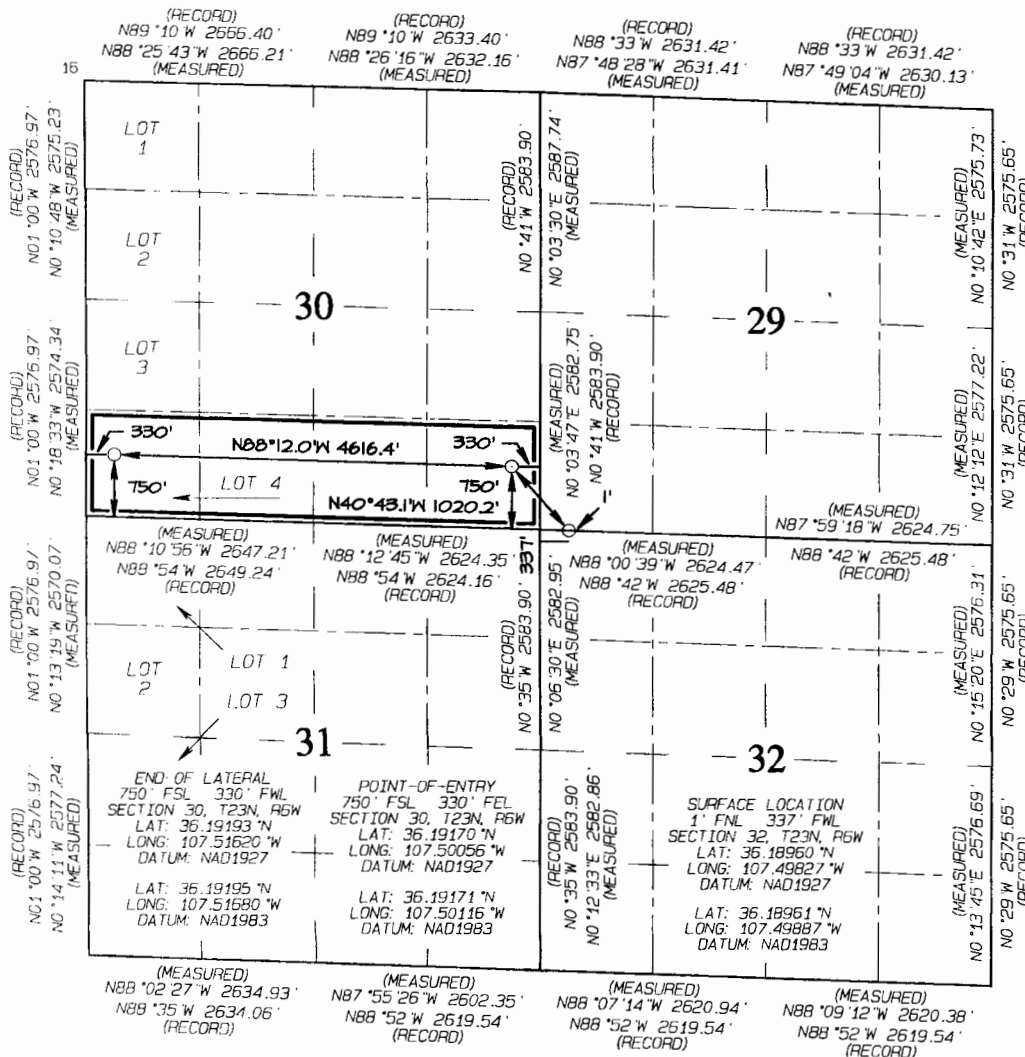 (RECORD)
N89°10'W 2666.40'
N88°25'43"W 2665.21'
(MEASURED)
(RECORD)
N89°10'W 2633.40'
N88°26'16"W 2632.16'
(MEASURED)
(RECORD)
N88°33'W 2631.42'
N87°48'28"W 2631.41'
(MEASURED)
(RECORD)
N88°33'W 2631.42'
N87°49'04"W 2630.13'
(MEASURED)
(RECORD)
N01°00'W 2576.97'
N0°10'48"W 2575.23'
(MEASURED)
LOT
1
LOT
2
30
LOT
3
(RECORD)
N0°41'W 2583.90'
N0°03'30"E 2587.74'
(MEASURED)
29
(MEASURED)
N0°10'42"E 2575.73'
N0°31'W 2575.65'
(RECORD)
(RECORD)
N01°00'W 2576.97'
N0°18'33"W 2574.34'
(MEASURED)
(MEASURED)
N0°03'47"E 2582.75'
N0°41'W 2583.90'
(RECORD)
N0°12'12"E 2577.22'
N0°31'W 2575.65'
(RECORD)
330'
N88°12.0'W 4616.4'
330'
750'
LOT 4
750'
N40°43.1'W 1020.2'
1'
337'
(MEASURED)
N88°10'56"W 2647.21'
N88°54'W 2649.24'
(RECORD)
(MEASURED)
N88°12'45"W 2624.35'
N88°54'W 2624.16'
(RECORD)
(MEASURED)
N88°00'39"W 2624.47'
N88°42'W 2625.48'
(RECORD)
N87°59'18"W 2624.75'
(MEASURED)
N88°42'W 2625.48'
(RECORD)
(RECORD)
N01°00'W 2576.97'
N0°13'19"W 2570.07'
(MEASURED)
LOT 1
LOT
2
LOT 3
31
(RECORD)
N0°35'W 2583.90'
N0°06'30"E 2582.95'
(MEASURED)
32
(MEASURED)
N0°15'20"E 2576.31'
N0°29'W 2575.65'
(RECORD)
(RECORD)
N01°00'W 2576.97'
N0°14'11"W 2577.24'
(MEASURED)
END OF LATERAL
750' FSL 330' FWL
SECTION 30, T23N, R6W
LAT: 36.19193°N
LONG: 107.51620°W
DATUM: NAD1927
LAT: 36.19195°N
LONG: 107.51680°W
DATUM: NAD1983
POINT-OF-ENTRY
750' FSL 330' FEL
SECTION 30, T23N, R6W
LAT: 36.19170°N
LONG: 107.50056°W
DATUM: NAD1927
LAT: 36.19171°N
LONG: 107.50116°W
DATUM: NAD1983
(RECORD)
N0°35'W 2583.90'
N0°12'33"E 2582.86'
(MEASURED)
SURFACE LOCATION
1' FNL 337' FWL
SECTION 32, T23N, R6W
LAT: 36.18960°N
LONG: 107.49827°W
DATUM: NAD1927
LAT: 36.18961°N
LONG: 107.49887°W
DATUM: NAD1983
(MEASURED)
N0°13'45"E 2576.69'
N0°29'W 2575.65'
(RECORD)
(MEASURED)
N88°02'27"W 2634.93'
N88°35'W 2634.06'
(RECORD)
(MEASURED)
N87°55'26"W 2602.35'
N88°52'W 2619.54'
(RECORD)
(MEASURED)
N88°07'14"W 2620.94'
N88°52'W 2619.54'
(RECORD)
(MEASURED)
N88°09'12"W 2620.38'
N88°52'W 2619.54'
(RECORD)